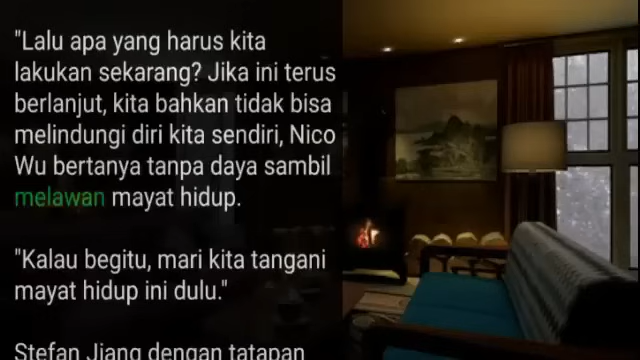 "Lalu apa yang harus kita
lakukan sekarang? Jika ini terus
berlanjut, kita bahkan tidak bisa
melindungi diri kita sendiri, Nico
Wu bertanya tanpa daya sambil
melawan mayat hidup.
"Kalau begitu, mari kita tangani
mayat hidup ini dulu."
Stefan Jiang dengan tatapan